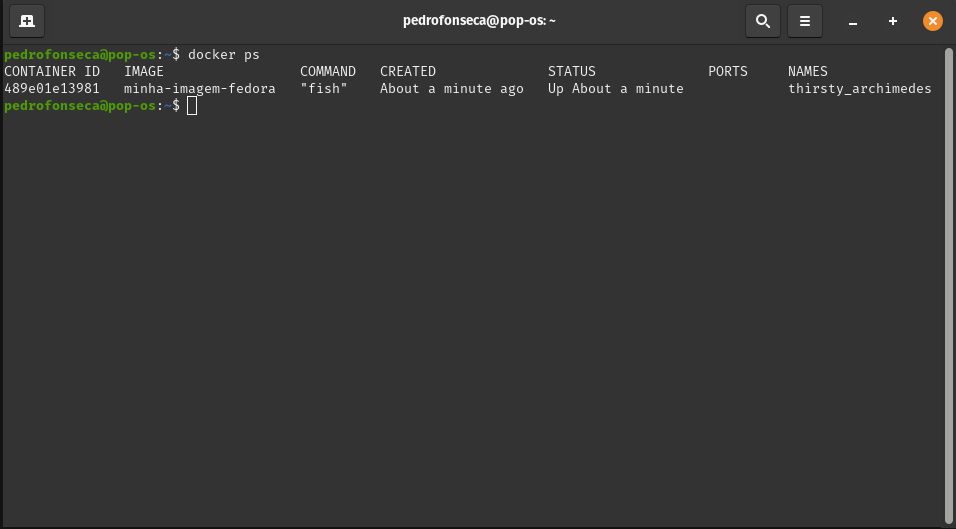 pedrofonseca@pop-os: ~
pedrofonseca@pop-os:~$ docker ps
CONTAINER ID   IMAGE                 COMMAND   CREATED              STATUS              PORTS     NAMES
489e01e13981   minha-imagem-fedora   "fish"    About a minute ago   Up About a minute             thirsty_archimedes
pedrofonseca@pop-os:~$